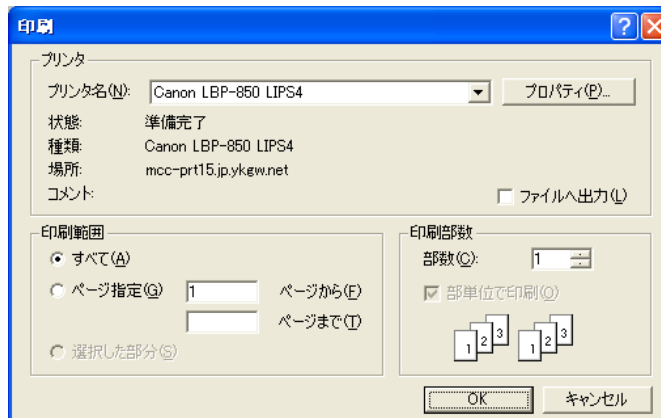 印刷
プリンタ
プリンタ名(N): Canon LBP-850 LIPS4 プロパティ(P)...
状態: 準備完了
種類: Canon LBP-850 LIPS4
場所: mcc-prt15.jp.ykgw.net
コメント:
ファイルへ出力(L)
印刷範囲
すべて(A)
ページ指定(G) 1 ページから(F)
ページまで(T)
選択した部分(S)
印刷部数
部数(C): 1
部単位で印刷(O)
1 2 3 1 2 3
OK キャンセル